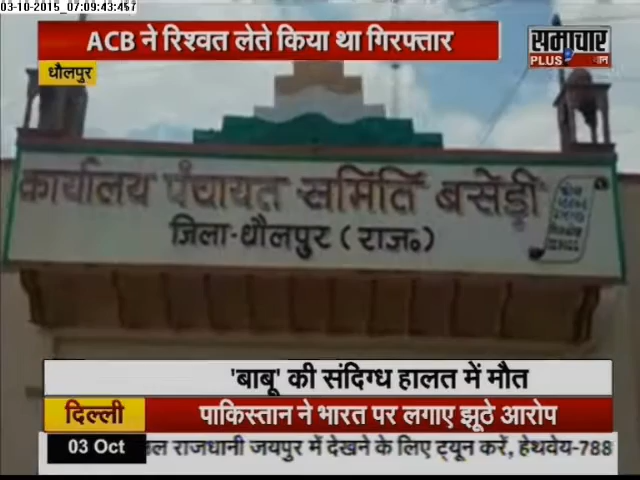 03-10-2015_07:09:43:457
ACB ने रिश्वत लेते किया था गिरफ्तार
समाचार
PLUS
धौलपुर
कार्यालय पंचायत समिति बसेड़ी
जिला-धौलपुर (राज०)
'बाबू' की संदिग्ध हालत में मौत
दिल्ली
पाकिस्तान ने भारत पर लगाए झूठे आरोप
03 Oct
राजधानी जयपुर में देखने के लिए ट्यून करें, हेथवेय-788